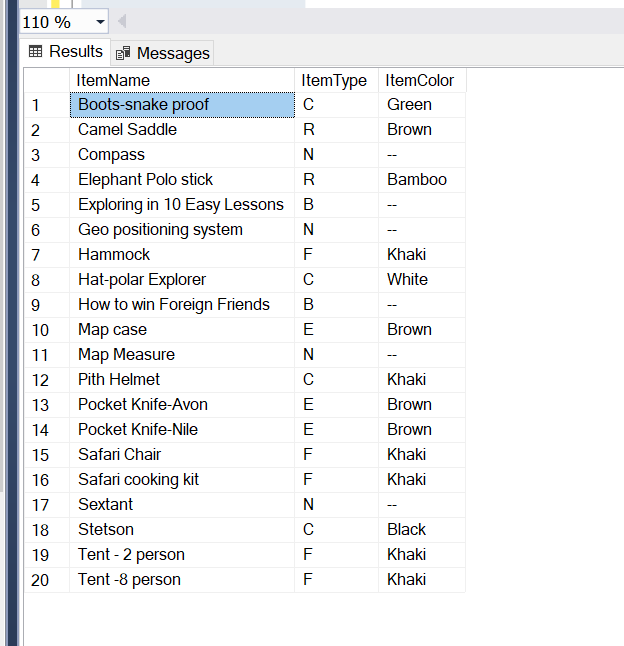 110 %
Results Messages
ItemName ItemType ItemColor
1 Boots-snake proof C Green
2 Camel Saddle R Brown
3 Compass N --
4 Elephant Polo stick R Bamboo
5 Exploring in 10 Easy Lessons B --
6 Geo positioning system N --
7 Hammock F Khaki
8 Hat-polar Explorer C White
9 How to win Foreign Friends B --
10 Map case E Brown
11 Map Measure N --
12 Pith Helmet C Khaki
13 Pocket Knife-Avon E Brown
14 Pocket Knife-Nile E Brown
15 Safari Chair F Khaki
16 Safari cooking kit F Khaki
17 Sextant N --
18 Stetson C Black
19 Tent - 2 person F Khaki
20 Tent -8 person F Khaki